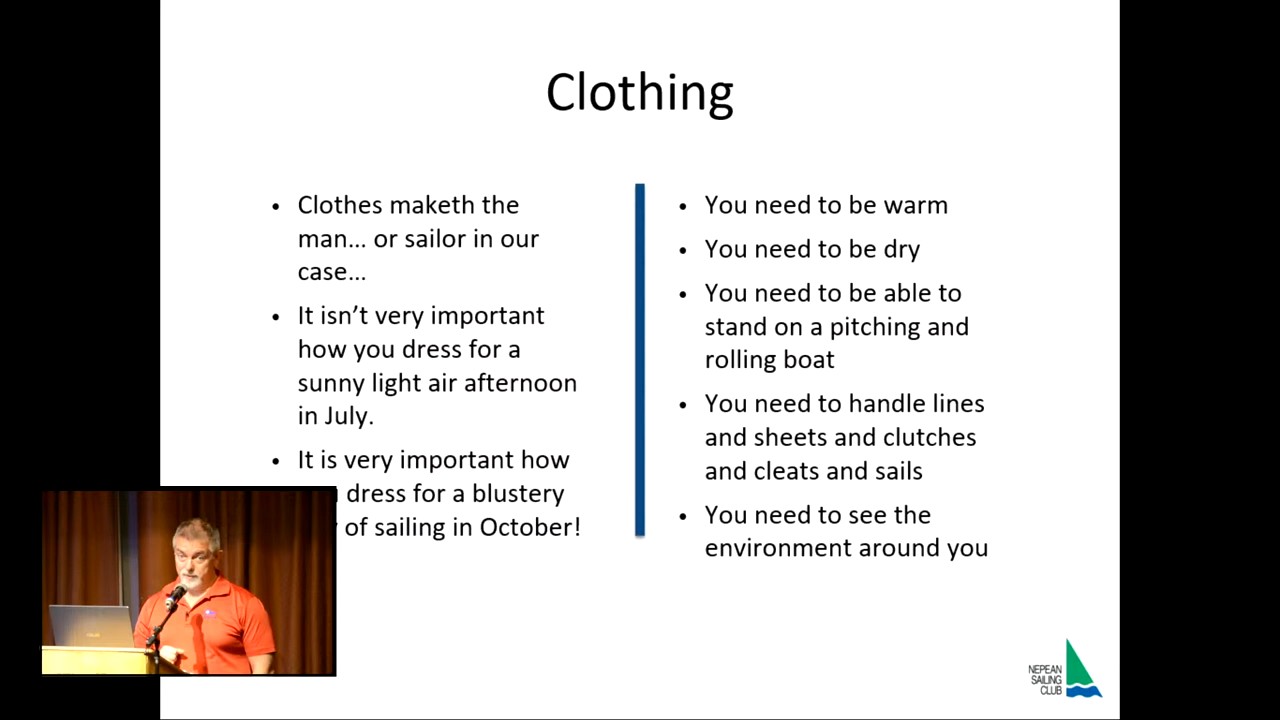 Clothing
• Clothes maketh the
man... or sailor in our
case...
• It isn't very important
how you dress for a
sunny light air afternoon
in July.
• It is very important how
dress for a blustery
of sailing in October!
• You need to be warm
• You need to be dry
• You need to be able to
stand on a pitching and
rolling boat
• You need to handle lines
and sheets and clutches
and cleats and sails
• You need to see the
environment around you
NEPEAN
SAILING
CLUB